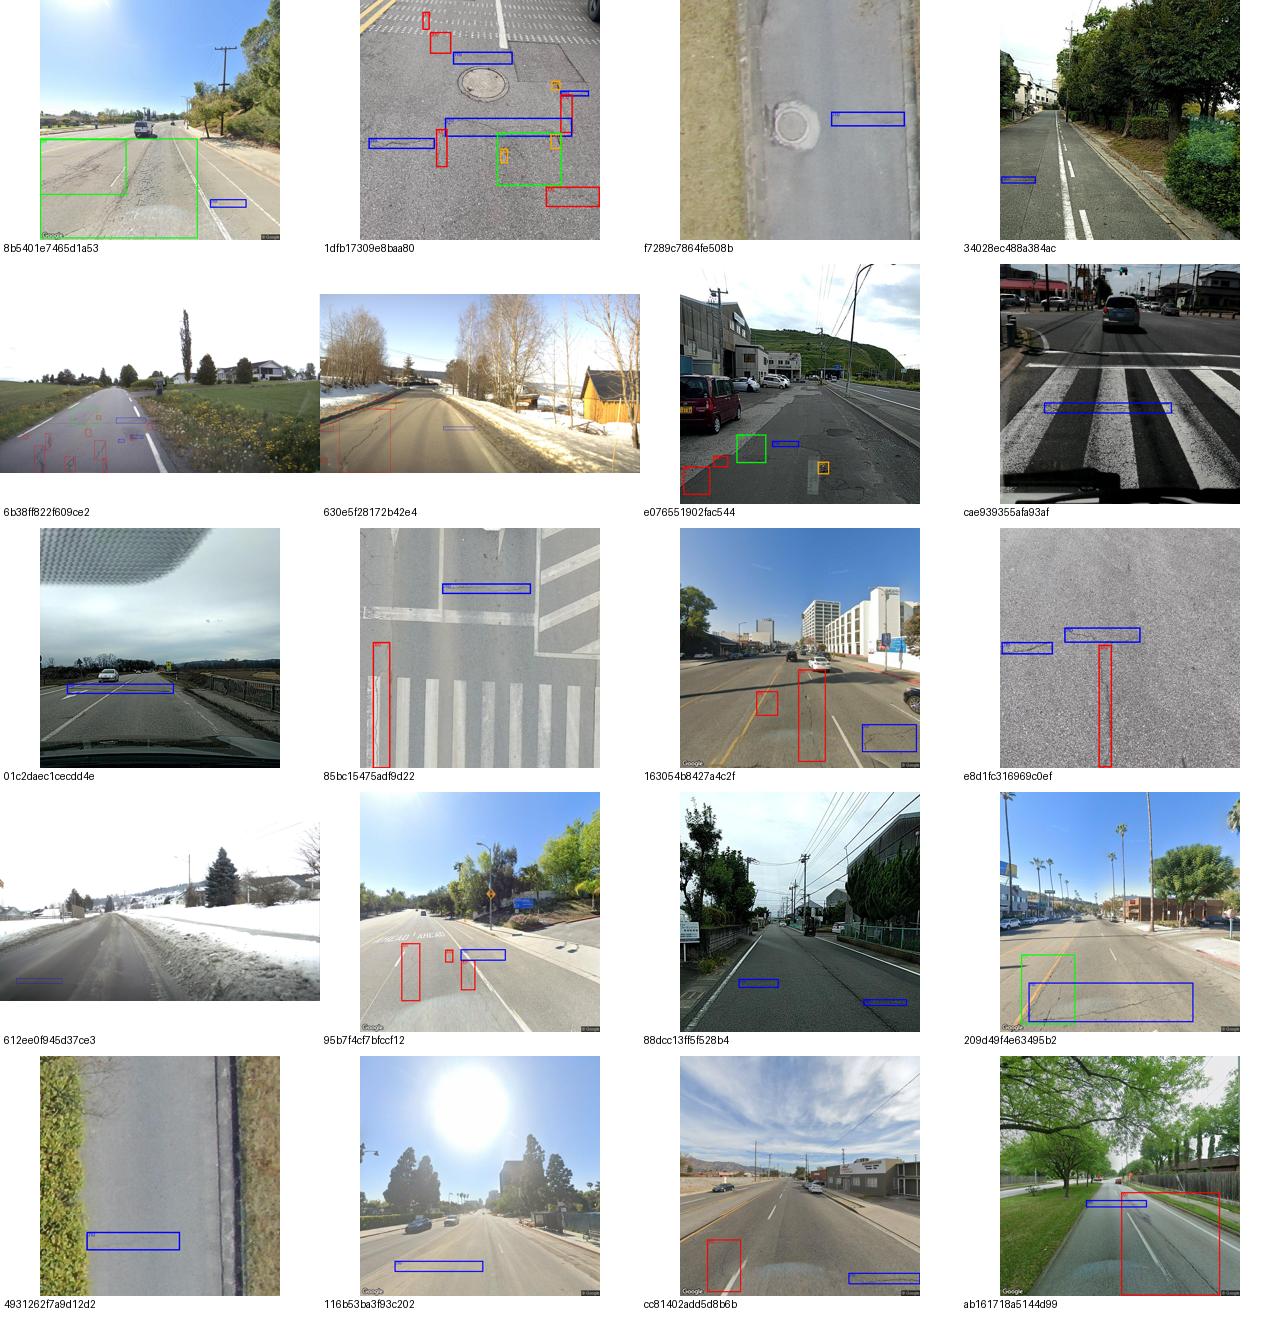 8b5401e7465d1a53
1dfb17309e8baa80
f7289c7864fe508b
34028ec488a384ac
6b38ff822f609ce2
630e5f28172b42e4
e076551902fac544
cae939355afa93af
01c2daec1cecdd4e
85bc15475adf9d22
163054b8427a4c2f
e8d1fc316969c0ef
612ee0f945d37ce3
95b7f4cf7bfccf12
88dcc13ff5f528b4
209d49f4e63495b2
4931262f7a9d12d2
116b53ba3f93c202
cc81402add5d8b6b
ab161718a5144d99